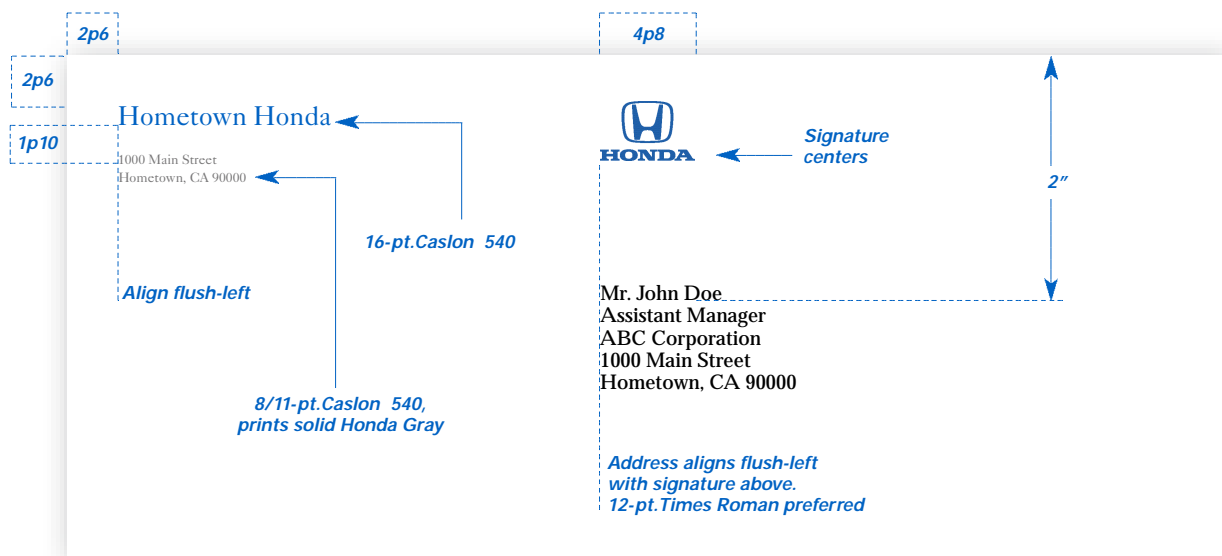 2p6
4p8
2p6
Hometown Honda
1p10
1000 Main Street
Hometown, CA 90000
HONDA
Signature
centers
2″
16-pt.Caslon 540
Align flush-left
Mr. John Doe
Assistant Manager
ABC Corporation
1000 Main Street
Hometown, CA 90000
8/11-pt.Caslon 540,
prints solid Honda Gray
Address aligns flush-left
with signature above.
12-pt.Times Roman preferred